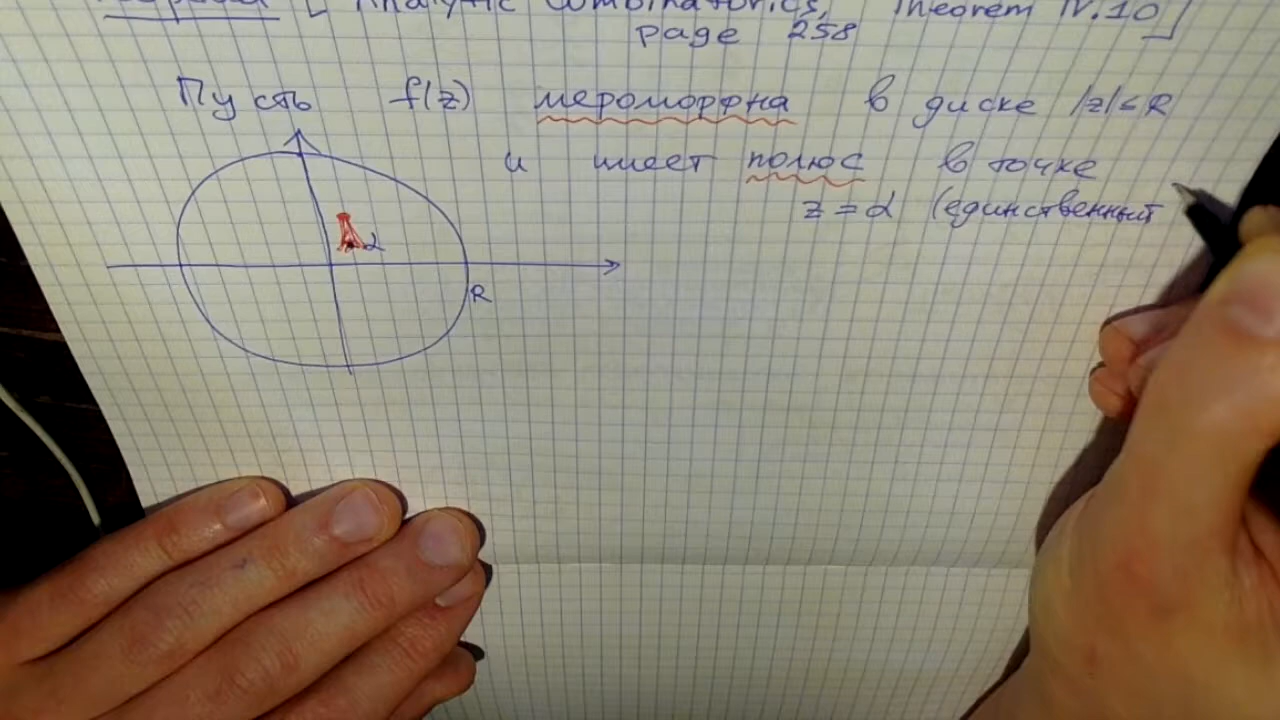 [Analytic Combinatorics, Theorem IV.10]
page 258
Пусть f(z) мероморфна в диске |z|≤R
и имеет полюс в точке
z = α (единственный
α
R